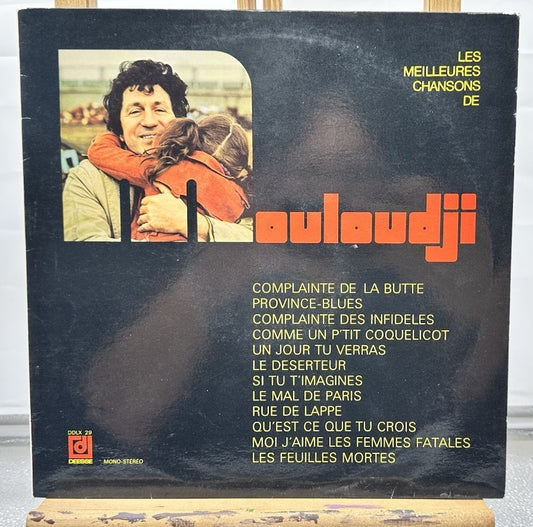 LES
MEILLEURES
CHANSONS
DE
Mouloudji
COMPLAINTE DE LA BUTTE
PROVINCE-BLUES
COMPLAINTE DES INFIDELES
COMME UN P'TIT COQUELICOT
UN JOUR TU VERRAS
LE DESERTEUR
SI TU T'IMAGINES
LE MAL DE PARIS
RUE DE LAPPE
QU'EST CE QUE TU CROIS
MOI J'AIME LES FEMMES FATALES
LES FEUILLES MORTES
DDLX 29
DEESSE
MONO-STÉRÉO